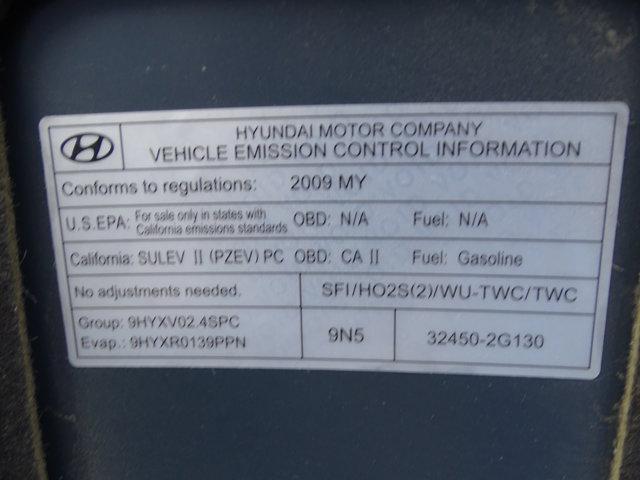 HYUNDAI MOTOR COMPANY
VEHICLE EMISSION CONTROL INFORMATION
Conforms to regulations: 2009 MY
U.S.EPA: For sale only in states with California emissions standards OBD: N/A Fuel: N/A
California: SULEV II (PZEV) PC OBD: CA II Fuel: Gasoline
No adjustments needed. SFI/HO2S(2)/WU-TWC/TWC
Group: 9HYXV02.4SPC
Evap.: 9HYXR0139PPN
9N5
32450-2G130